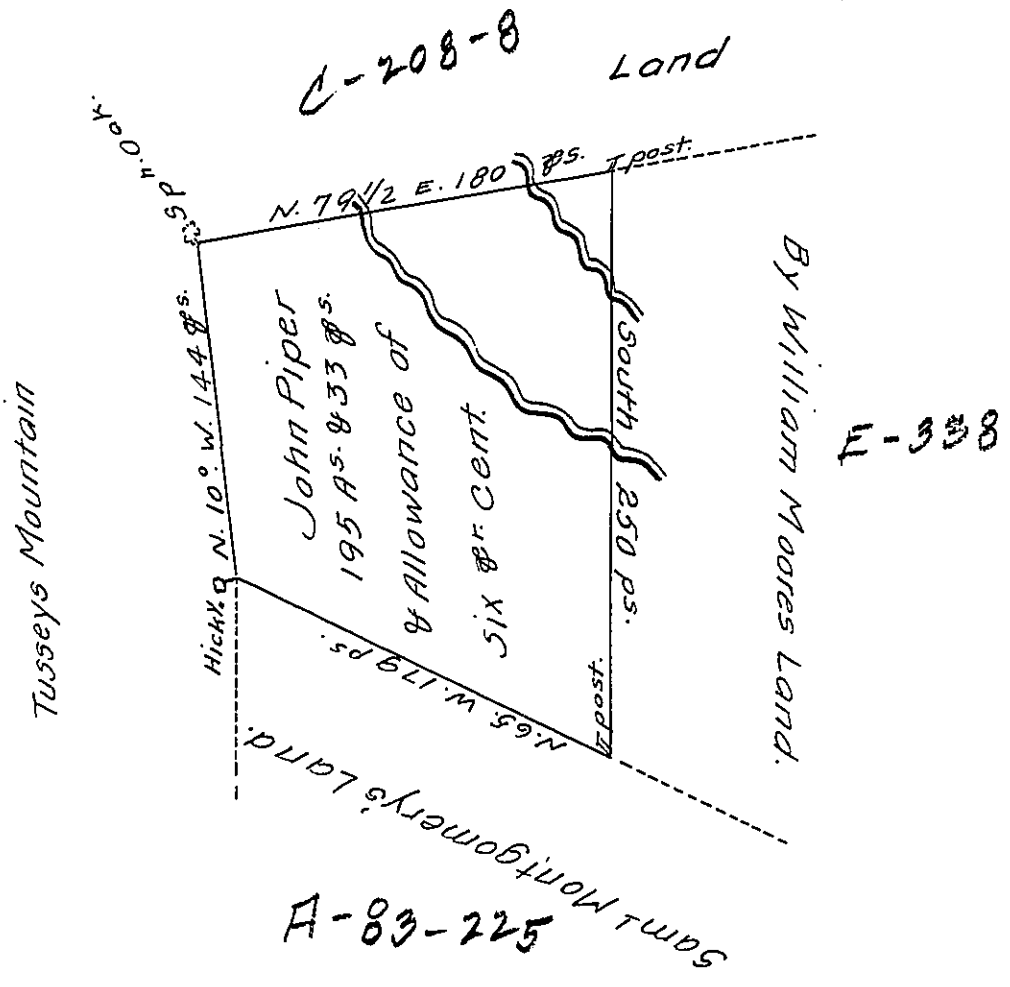 C-208-8
Land
N. 79 1/2 E. 180 ps.
post.
N. 10° W. 144 ps.
John Piper
195 As. & 33 ps.
& Allowance of
six pr. Cent.
South 250 ps.
By William Moores Land.
E-338
Tusseys Mountain
Hicky.
N. 65. W. 179 ps.
post.
Saml Montgomery's Land.
A-83-225